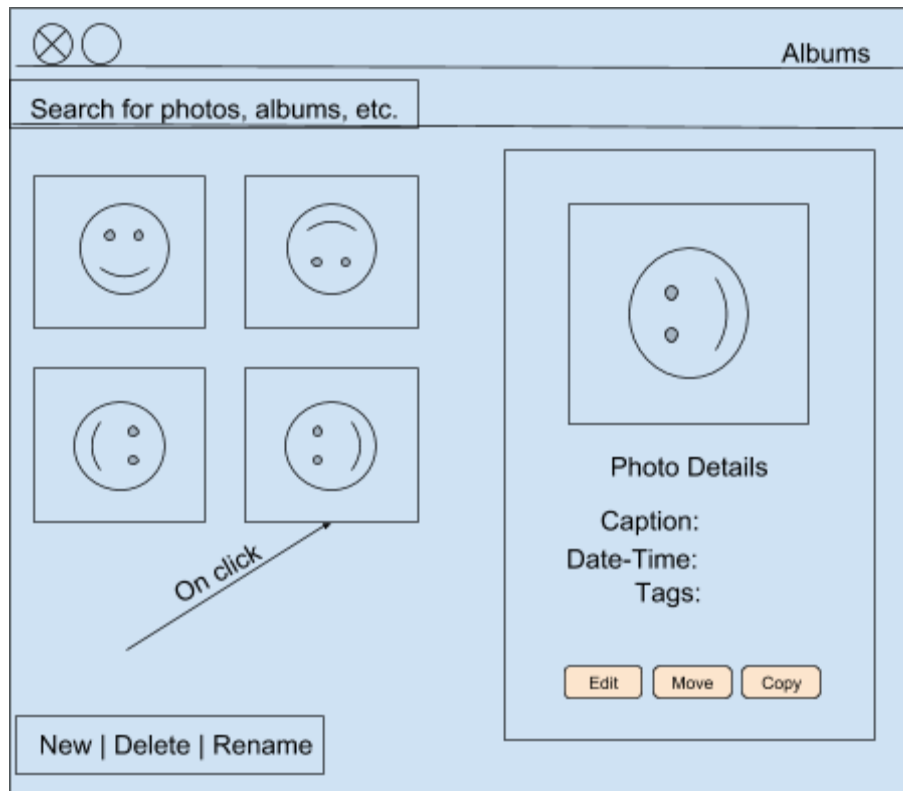 Albums
Search for photos, albums, etc.
On click
New | Delete | Rename
Photo Details
Caption:
Date-Time:
Tags:
Edit Move Copy